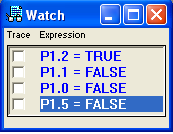 Watch
Trace Expression
P1.2 = TRUE
P1.1 = FALSE
P1.0 = FALSE
P1.5 = FALSE